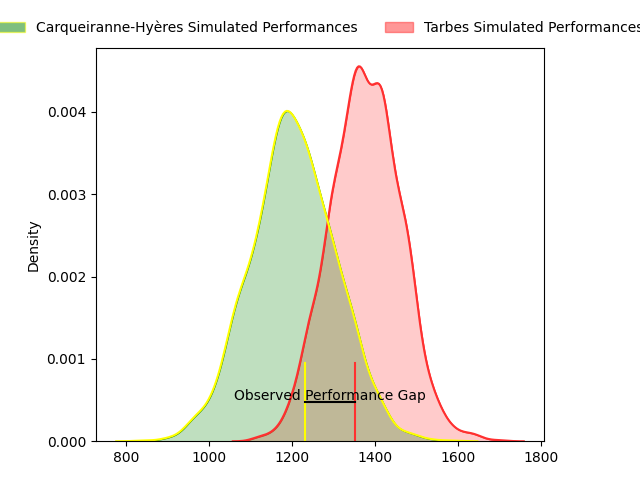 Carqueiranne-Hyères Simulated Performances
Tarbes Simulated Performances
0.004
0.003
0.002
0.001
0.000
Density
Observed Performance Gap
800 1000 1200 1400 1600 1800